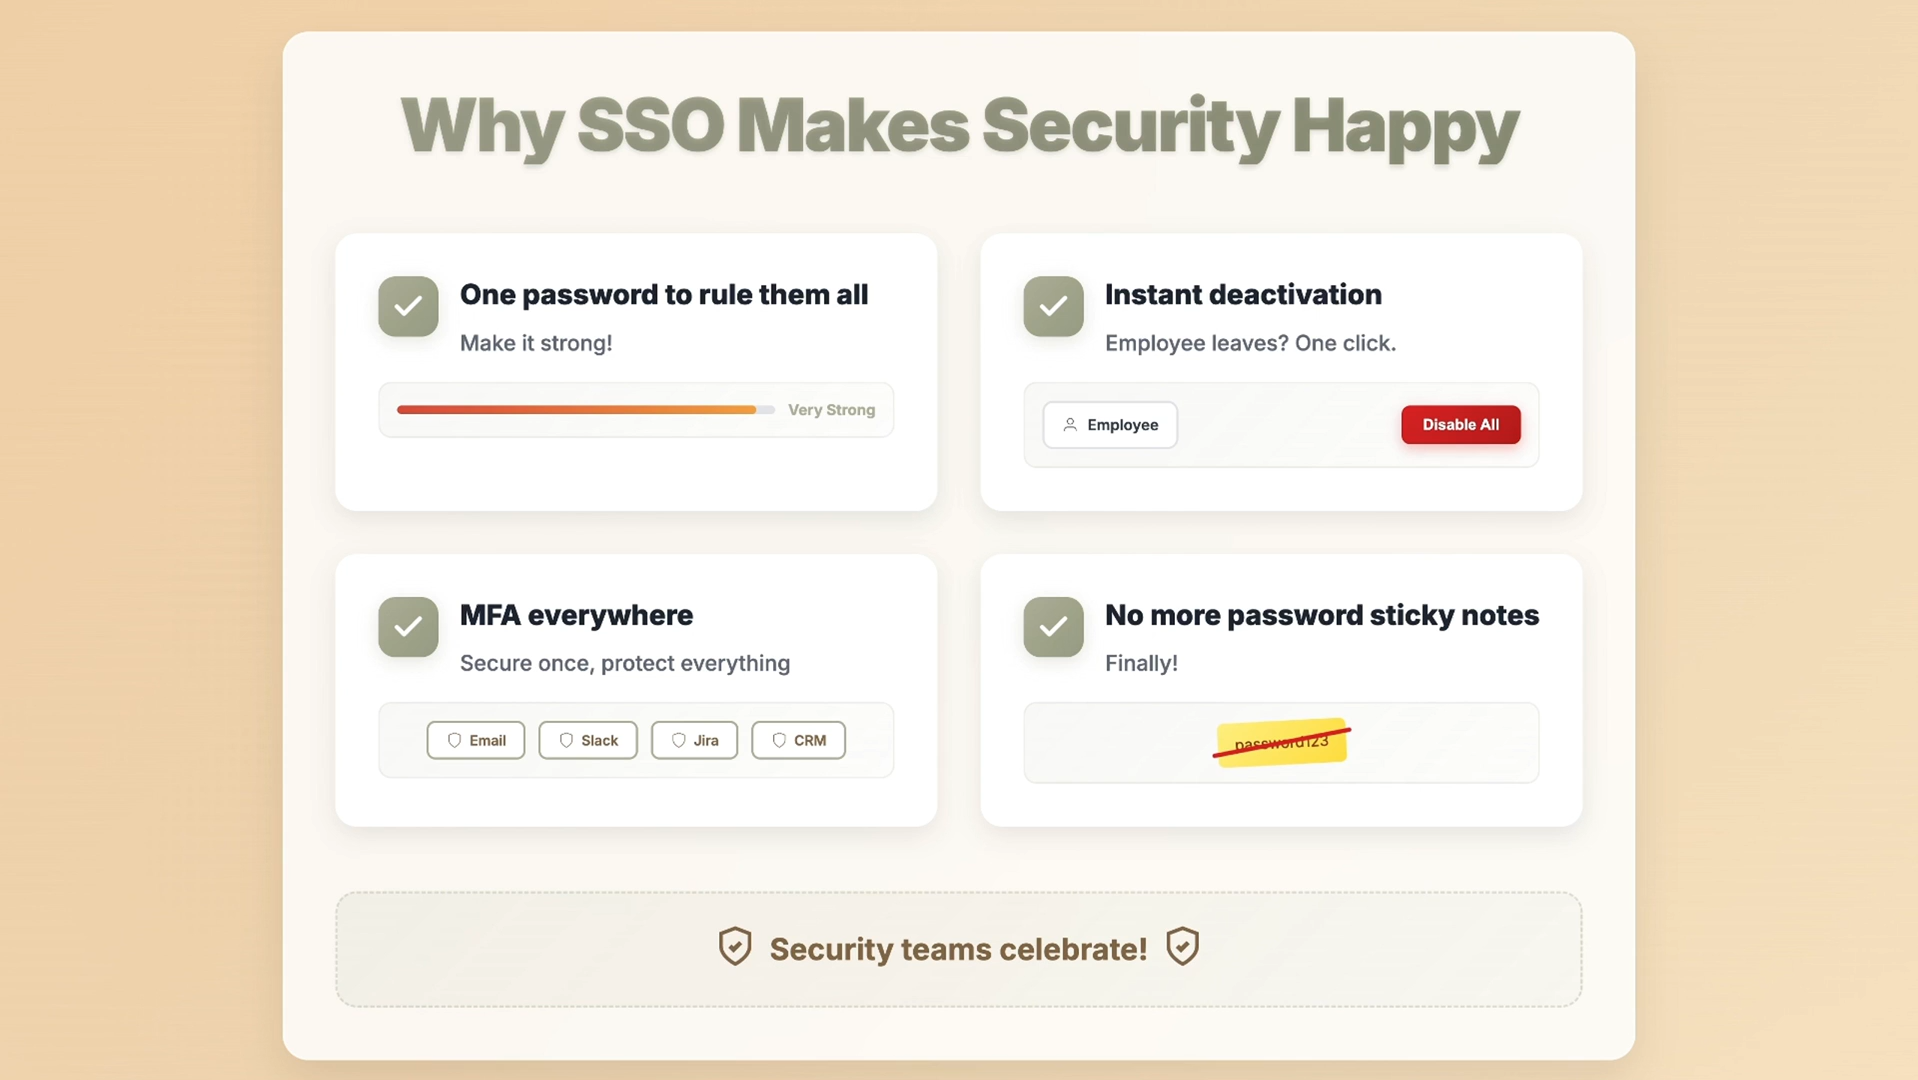 Why SSO Makes Security Happy
One password to rule them all
Make it strong!
Very Strong
Instant deactivation
Employee leaves? One click.
Employee
Disable All
MFA everywhere
Secure once, protect everything
Email
Slack
Jira
CRM
No more password sticky notes
Finally!
password123
Security teams celebrate!